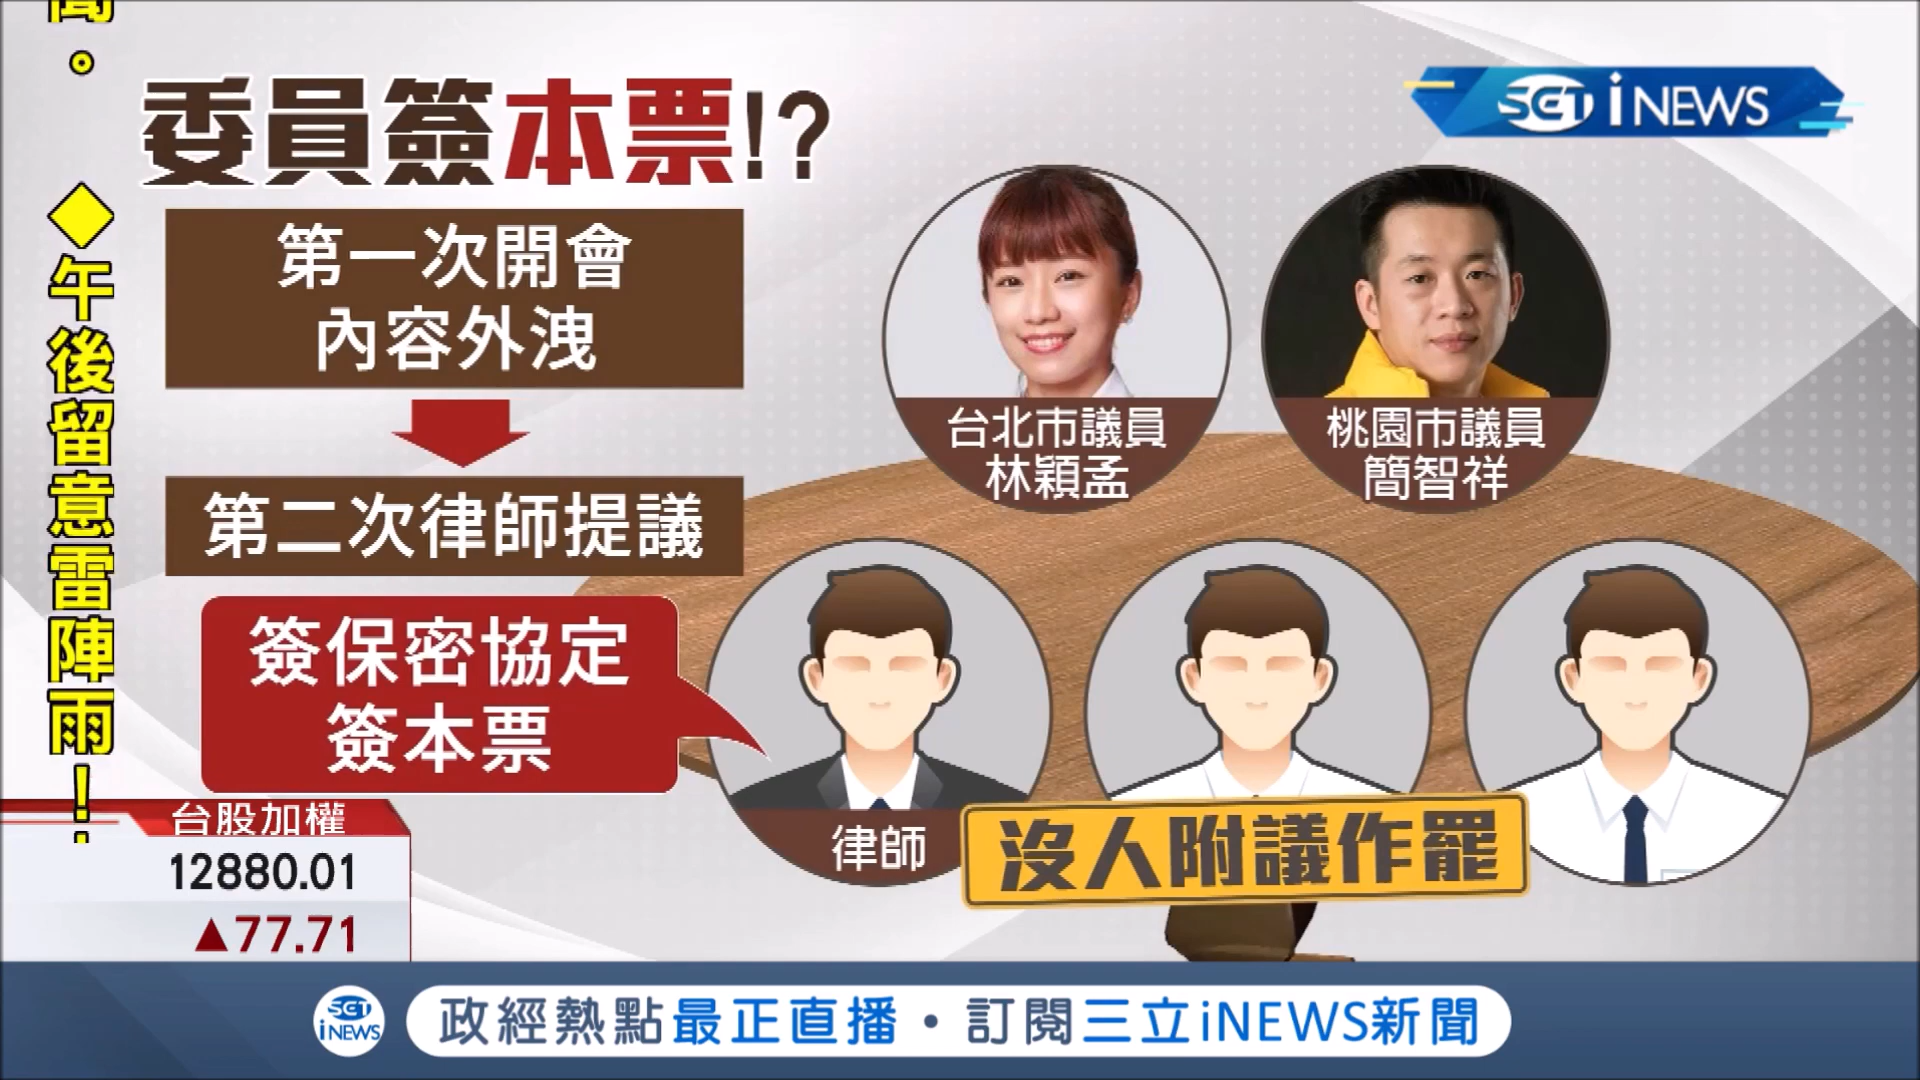 聞。
◆午後留意雷陣雨！
委員簽本票!?
SET iNEWS
第一次開會
內容外洩
第二次律師提議
簽保密協定
簽本票
台北市議員
林穎孟
桃園市議員
簡智祥
律師
沒人附議作罷
台股加權
12880.01
▲77.71
SET
iNEWS
政經熱點最正直播・訂閱三立iNEWS新聞